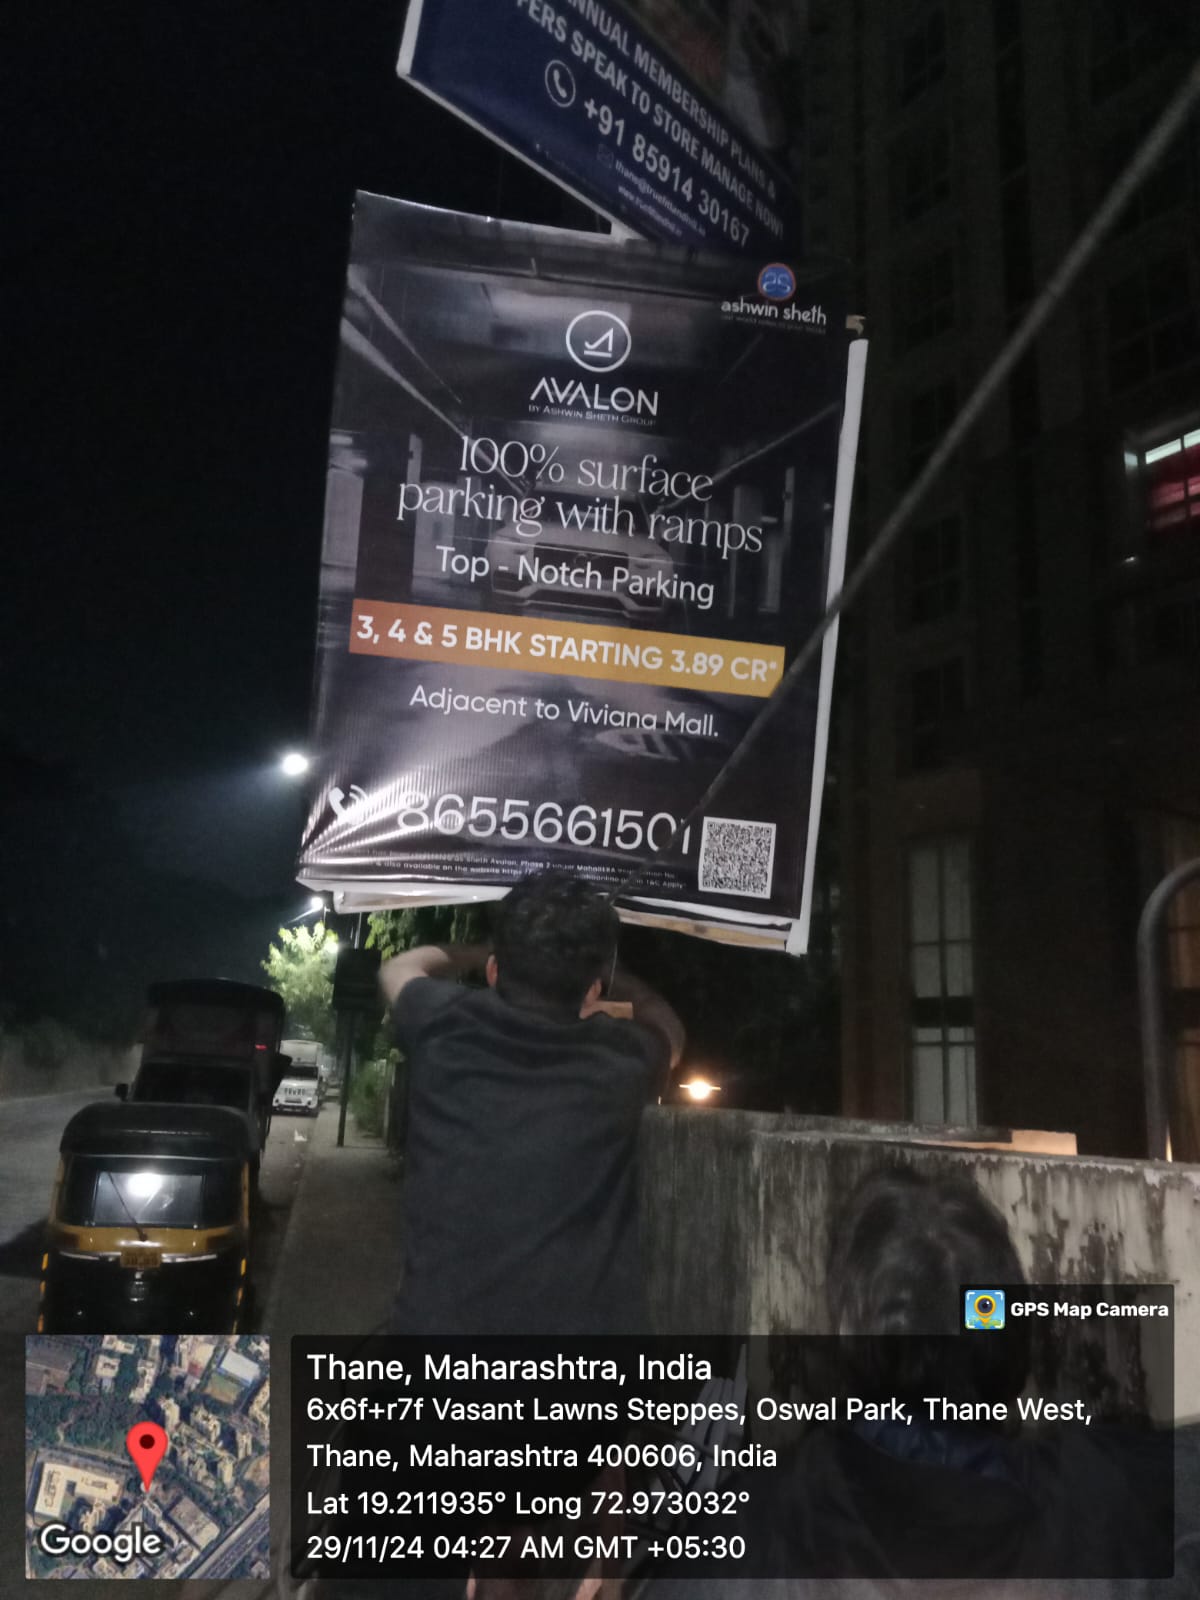 ANNUAL MEMBERSHIP PLANS &
FERS SPEAK TO STORE MANAGE NOW!
+91 85914 30167
ashwin sheth
AVALON
BY ASHWIN SHETH GROUP
100% surface
parking with ramps
Top - Notch Parking
3, 4 & 5 BHK STARTING 3.89 CR*
Adjacent to Viviana Mall.
8655661501
GPS Map Camera
Thane, Maharashtra, India
6x6f+r7f Vasant Lawns Steppes, Oswal Park, Thane West,
Thane, Maharashtra 400606, India
Lat 19.211935° Long 72.973032°
29/11/24 04:27 AM GMT +05:30
Google